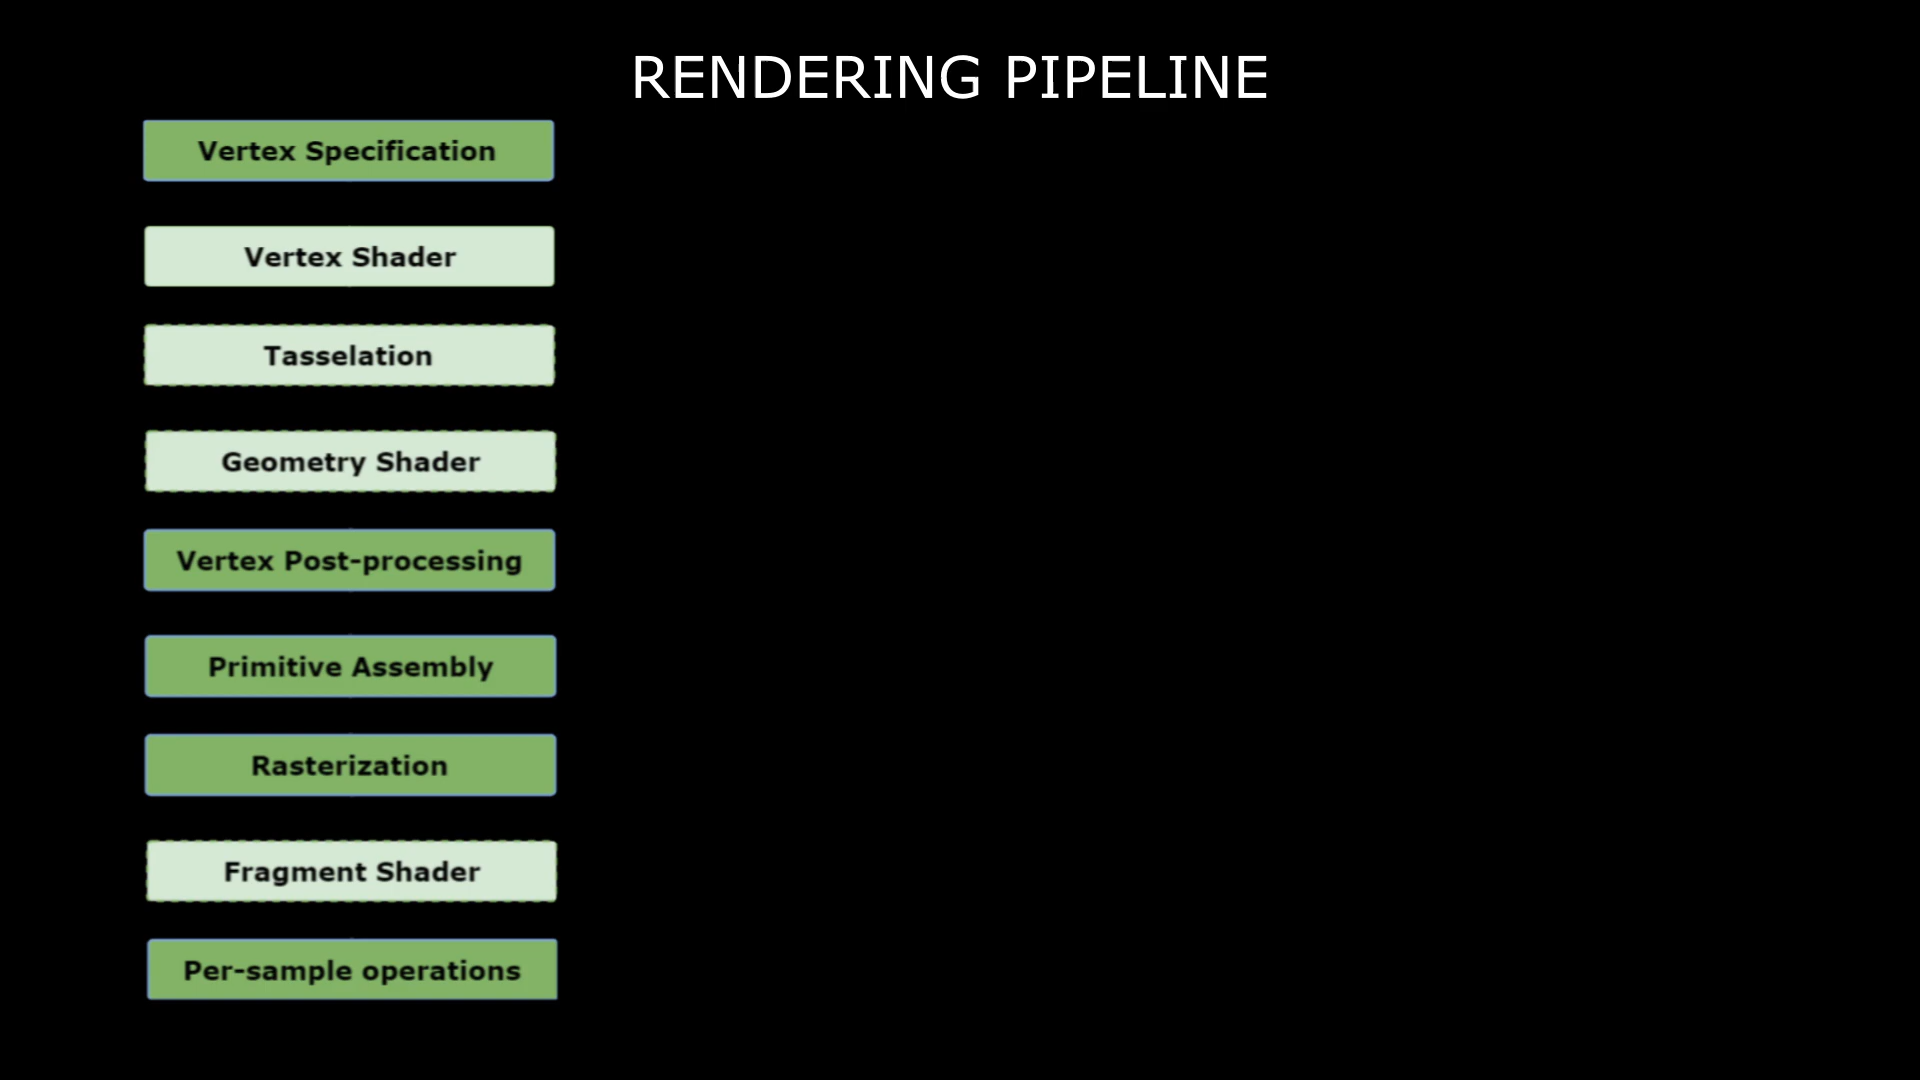 RENDERING PIPELINE
Vertex Specification
Vertex Shader
Tasselation
Geometry Shader
Vertex Post-processing
Primitive Assembly
Rasterization
Fragment Shader
Per-sample operations